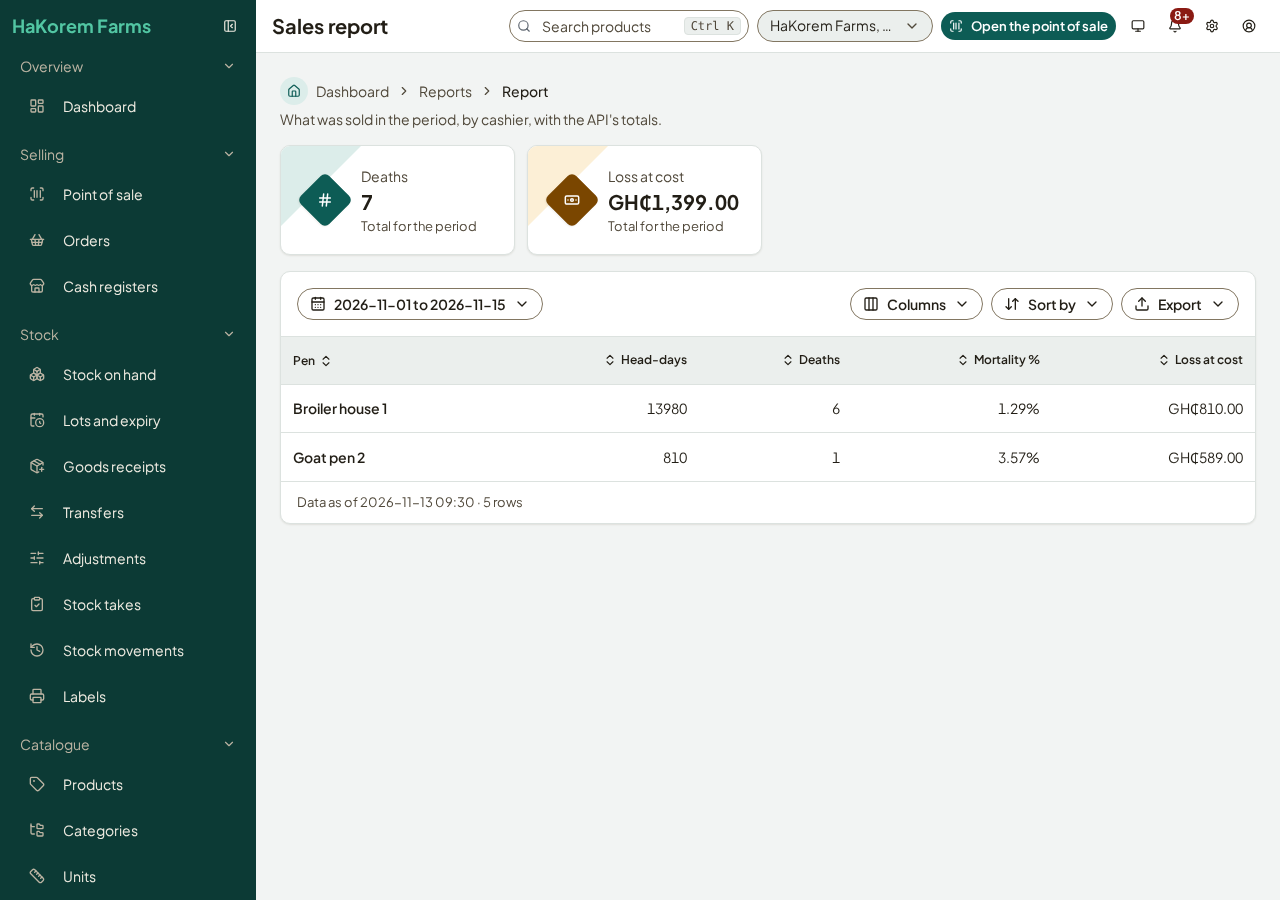 HaKorem Farms
Sales report
Search products
Ctrl K
HaKorem Farms, ...
Open the point of sale
8+
Overview
Dashboard
Selling
Point of sale
Orders
Cash registers
Stock
Stock on hand
Lots and expiry
Goods receipts
Transfers
Adjustments
Stock takes
Stock movements
Labels
Catalogue
Products
Categories
Units
Dashboard > Reports > Report
What was sold in the period, by cashier, with the API's totals.
Deaths
7
Total for the period
Loss at cost
GH₵1,399.00
Total for the period
2026-11-01 to 2026-11-15
Columns
Sort by
Export
Pen Head-days Deaths Mortality % Loss at cost
Broiler house 1 13980 6 1.29% GH₵810.00
Goat pen 2 810 1 3.57% GH₵589.00
Data as of 2026-11-13 09:30 · 5 rows